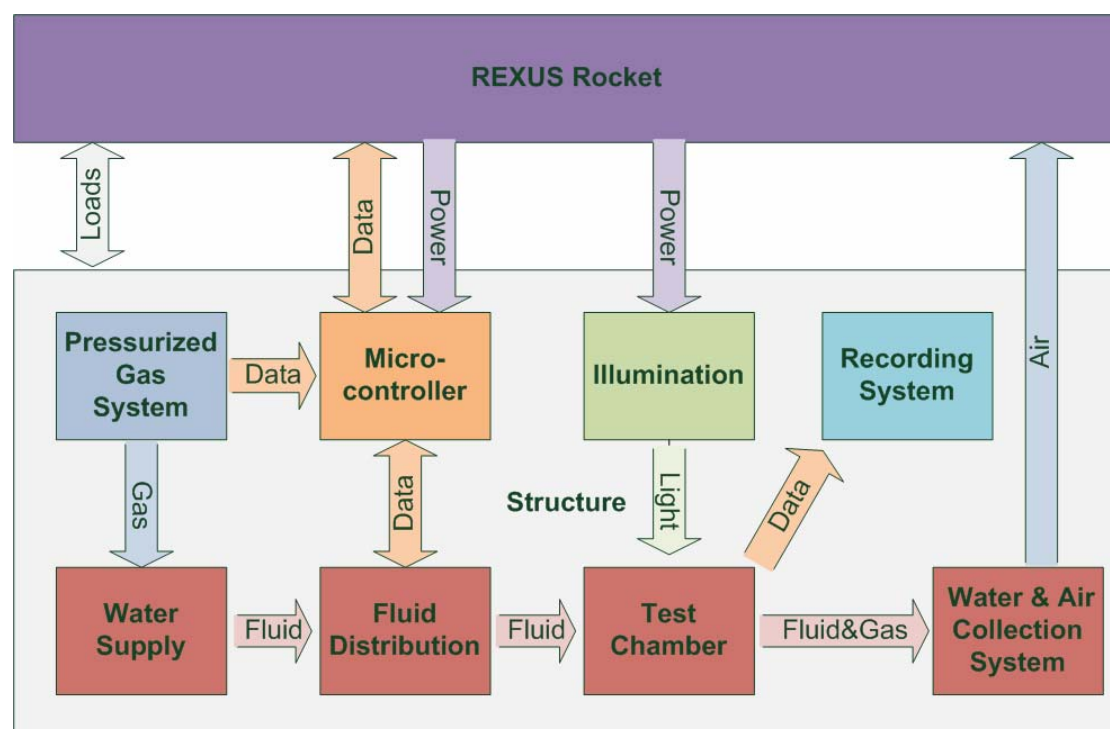 REXUS Rocket
Loads
Data
Power
Power
Air
Pressurized
Gas
System
Data
Micro-
controller
Illumination
Recording
System
Gas
Data
Structure
Light
Data
Water
Supply
Fluid
Fluid
Distribution
Fluid
Test
Chamber
Fluid&Gas
Water & Air
Collection
System